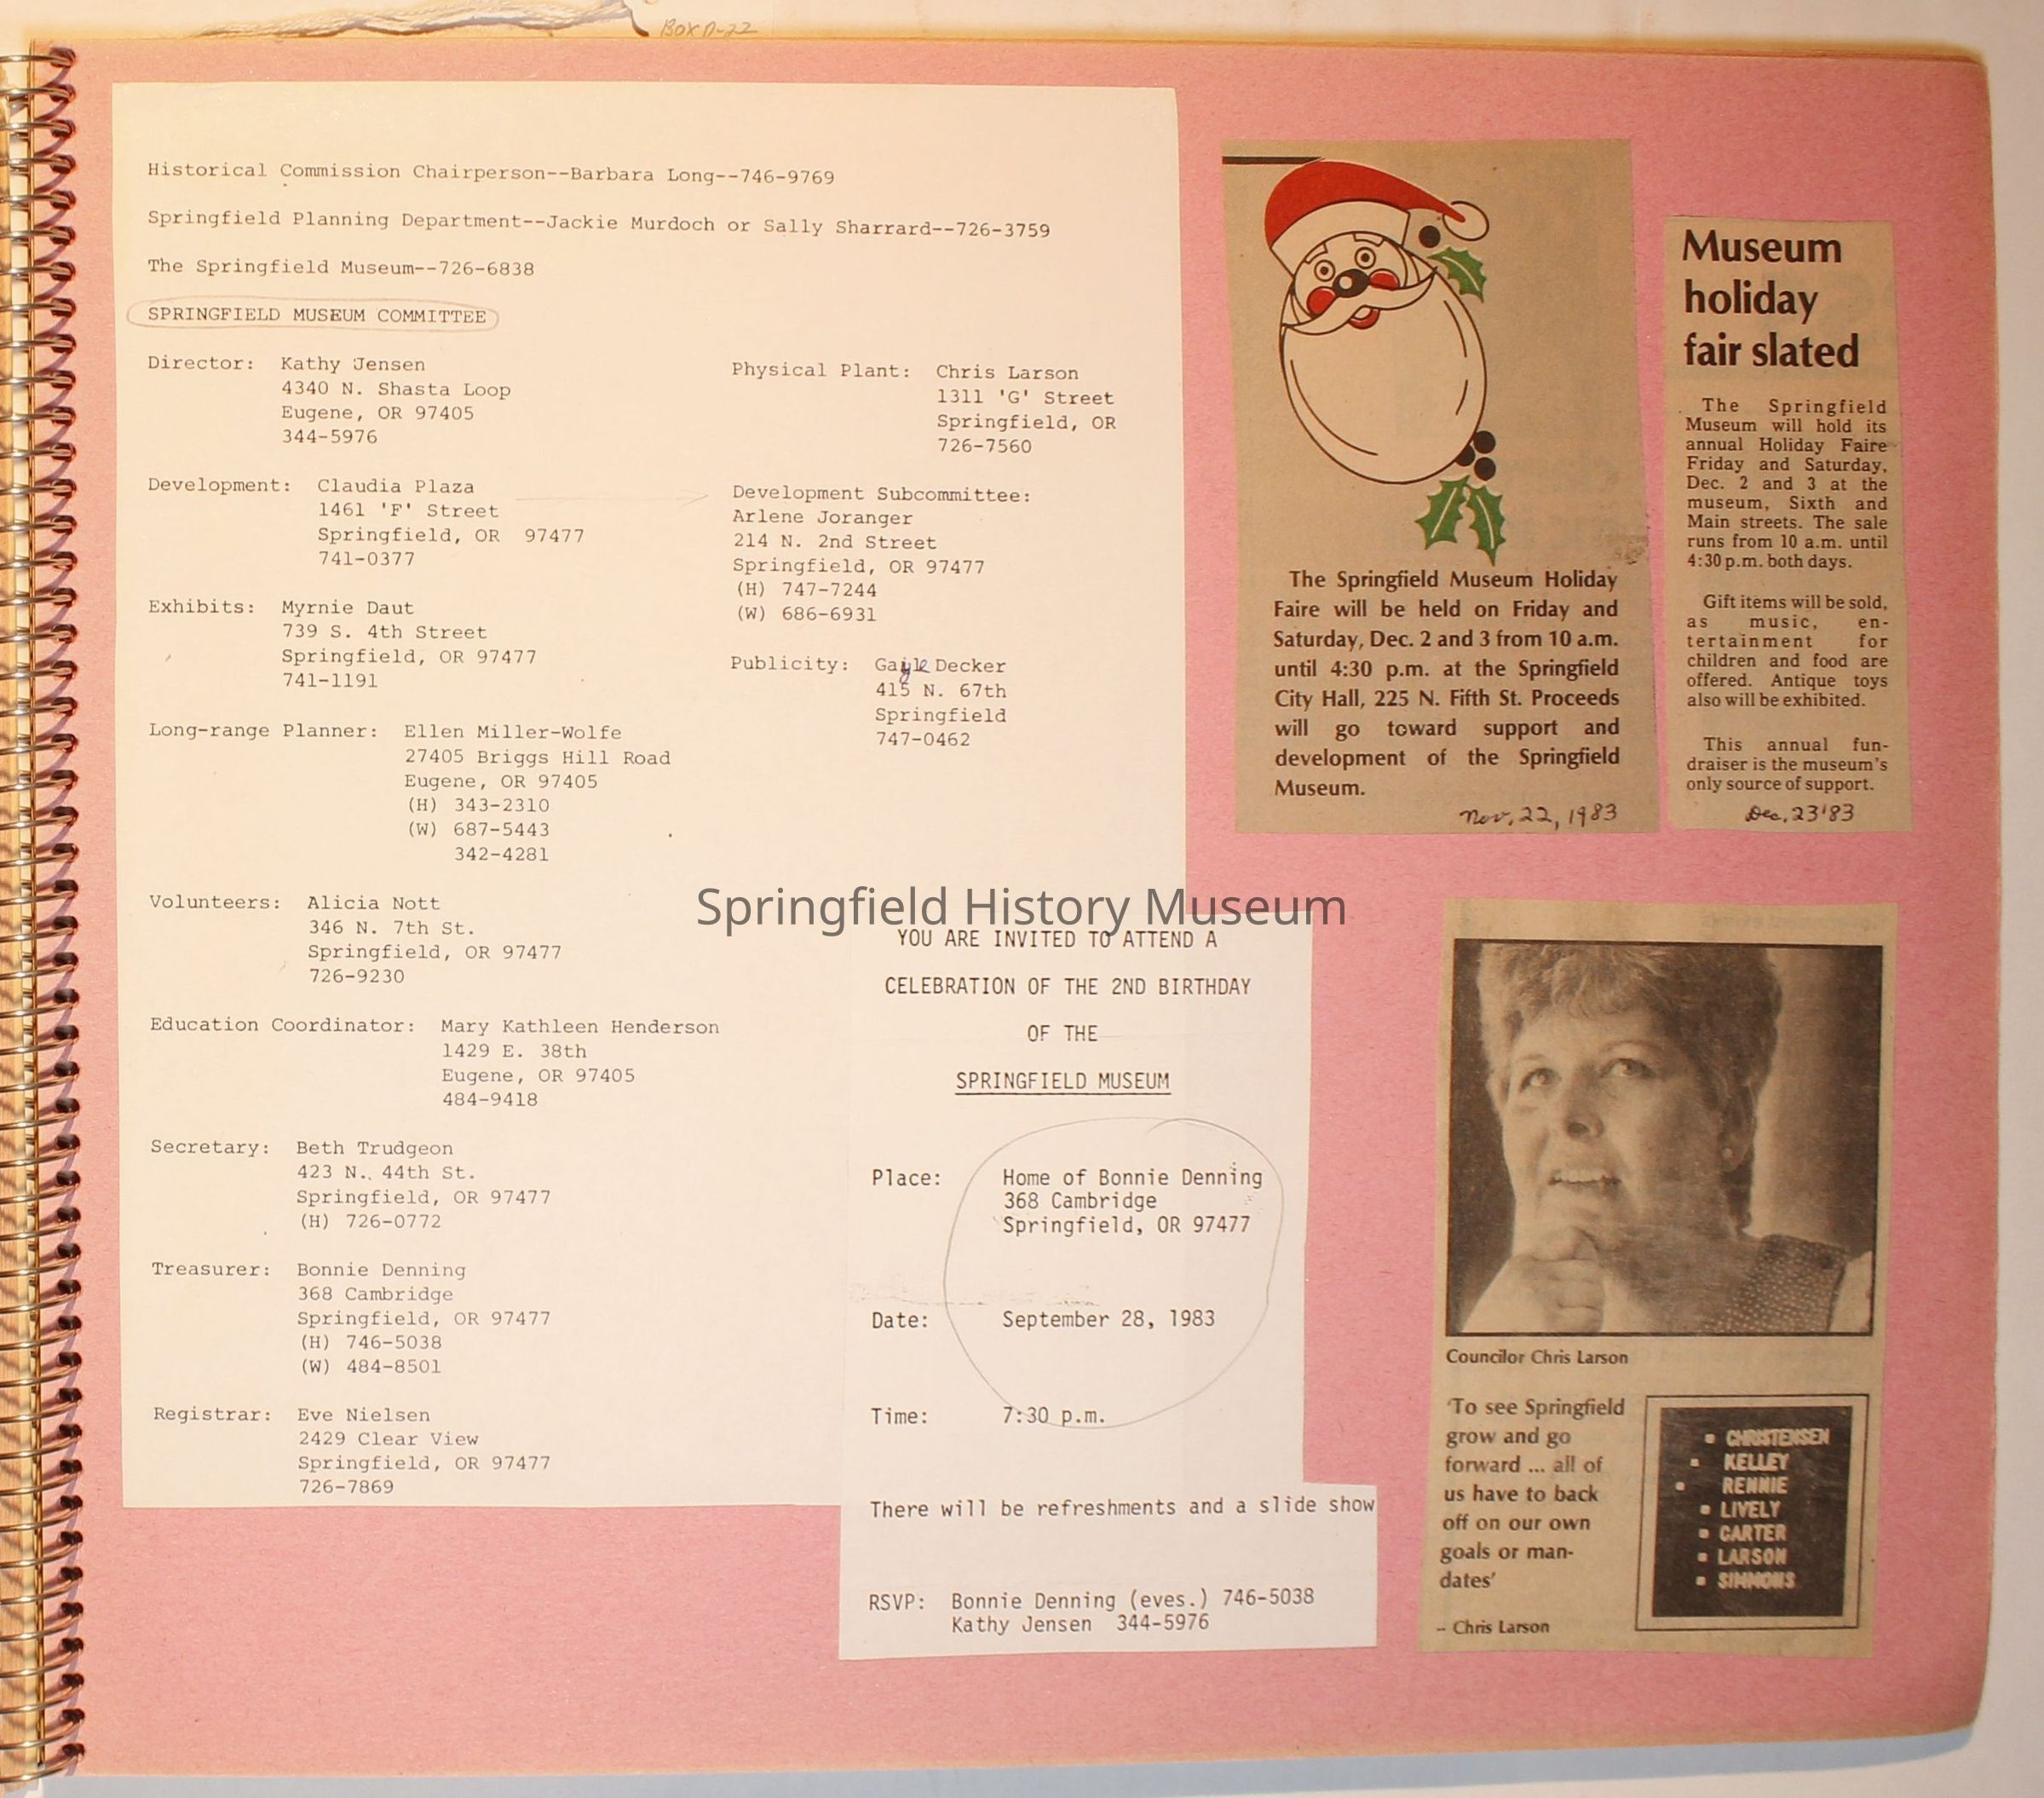 Box D-22
Historical Commission Chairperson--Barbara Long--746-9769
Springfield Planning Department--Jackie Murdoch or Sally Sharrard--726-3759
The Springfield Museum--726-6838
SPRINGFIELD MUSEUM COMMITTEE
Director: Kathy Jensen
4340 N. Shasta Loop
Eugene, OR 97405
344-5976
Development: Claudia Plaza
1461 'F' Street
Springfield, OR 97477
741-0377
Exhibits: Myrnie Daut
739 S. 4th Street
Springfield, OR 97477
741-1191
Long-range Planner: Ellen Miller-Wolfe
27405 Briggs Hill Road
Eugene, OR 97405
(H) 343-2310
(W) 687-5443
342-4281
Volunteers: Alicia Nott
346 N. 7th St.
Springfield, OR 97477
726-9230
Education Coordinator: Mary Kathleen Henderson
1429 E. 38th
Eugene, OR 97405
484-9418
Secretary: Beth Trudgeon
423 N. 44th St.
Springfield, OR 97477
(H) 726-0772
Treasurer: Bonnie Denning
368 Cambridge
Springfield, OR 97477
(H) 746-5038
(W) 484-8501
Registrar: Eve Nielsen
2429 Clear View
Springfield, OR 97477
726-7869
Physical Plant: Chris Larson
1311 'G' Street
Springfield, OR
726-7560
Development Subcommittee:
Arlene Joranger
214 N. 2nd Street
Springfield, OR 97477
(H) 747-7244
(W) 686-6931
Publicity: Gayle Decker
415 N. 67th
Springfield
747-0462
Springfield History Museum
YOU ARE INVITED TO ATTEND A
CELEBRATION OF THE 2ND BIRTHDAY
OF THE
SPRINGFIELD MUSEUM
Place: Home of Bonnie Denning
368 Cambridge
Springfield, OR 97477
Date: September 28, 1983
Time: 7:30 p.m.
There will be refreshments and a slide show
RSVP: Bonnie Denning (eves.) 746-5038
Kathy Jensen 344-5976
The Springfield Museum Holiday
Faire will be held on Friday and
Saturday, Dec. 2 and 3 from 10 a.m.
until 4:30 p.m. at the Springfield
City Hall, 225 N. Fifth St. Proceeds
will go toward support and
development of the Springfield
Museum.
Nov. 22, 1983
Museum
holiday
fair slated
The Springfield
Museum will hold its
annual Holiday Faire
Friday and Saturday,
Dec. 2 and 3 at the
museum, Sixth and
Main streets. The sale
runs from 10 a.m. until
4:30 p.m. both days.
Gift items will be sold,
as music, en-
tertainment for
children and food are
offered. Antique toys
also will be exhibited.
This annual fun-
draiser is the museum's
only source of support.
Dec, 23 '83
Councilor Chris Larson
'To see Springfield
grow and go
forward ... all of
us have to back
off on our own
goals or man-
dates'
-- Chris Larson
CHRISTENSEN
KELLEY
RENNIE
LIVELY
CARTER
LARSON
SIMMONS